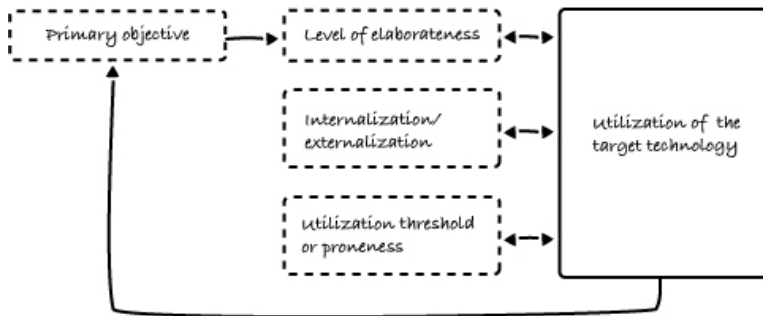 Primary objective
Level of elaborateness
Internalization/
externalization
Utilization threshold
or proneness
Utilization of the
target technology